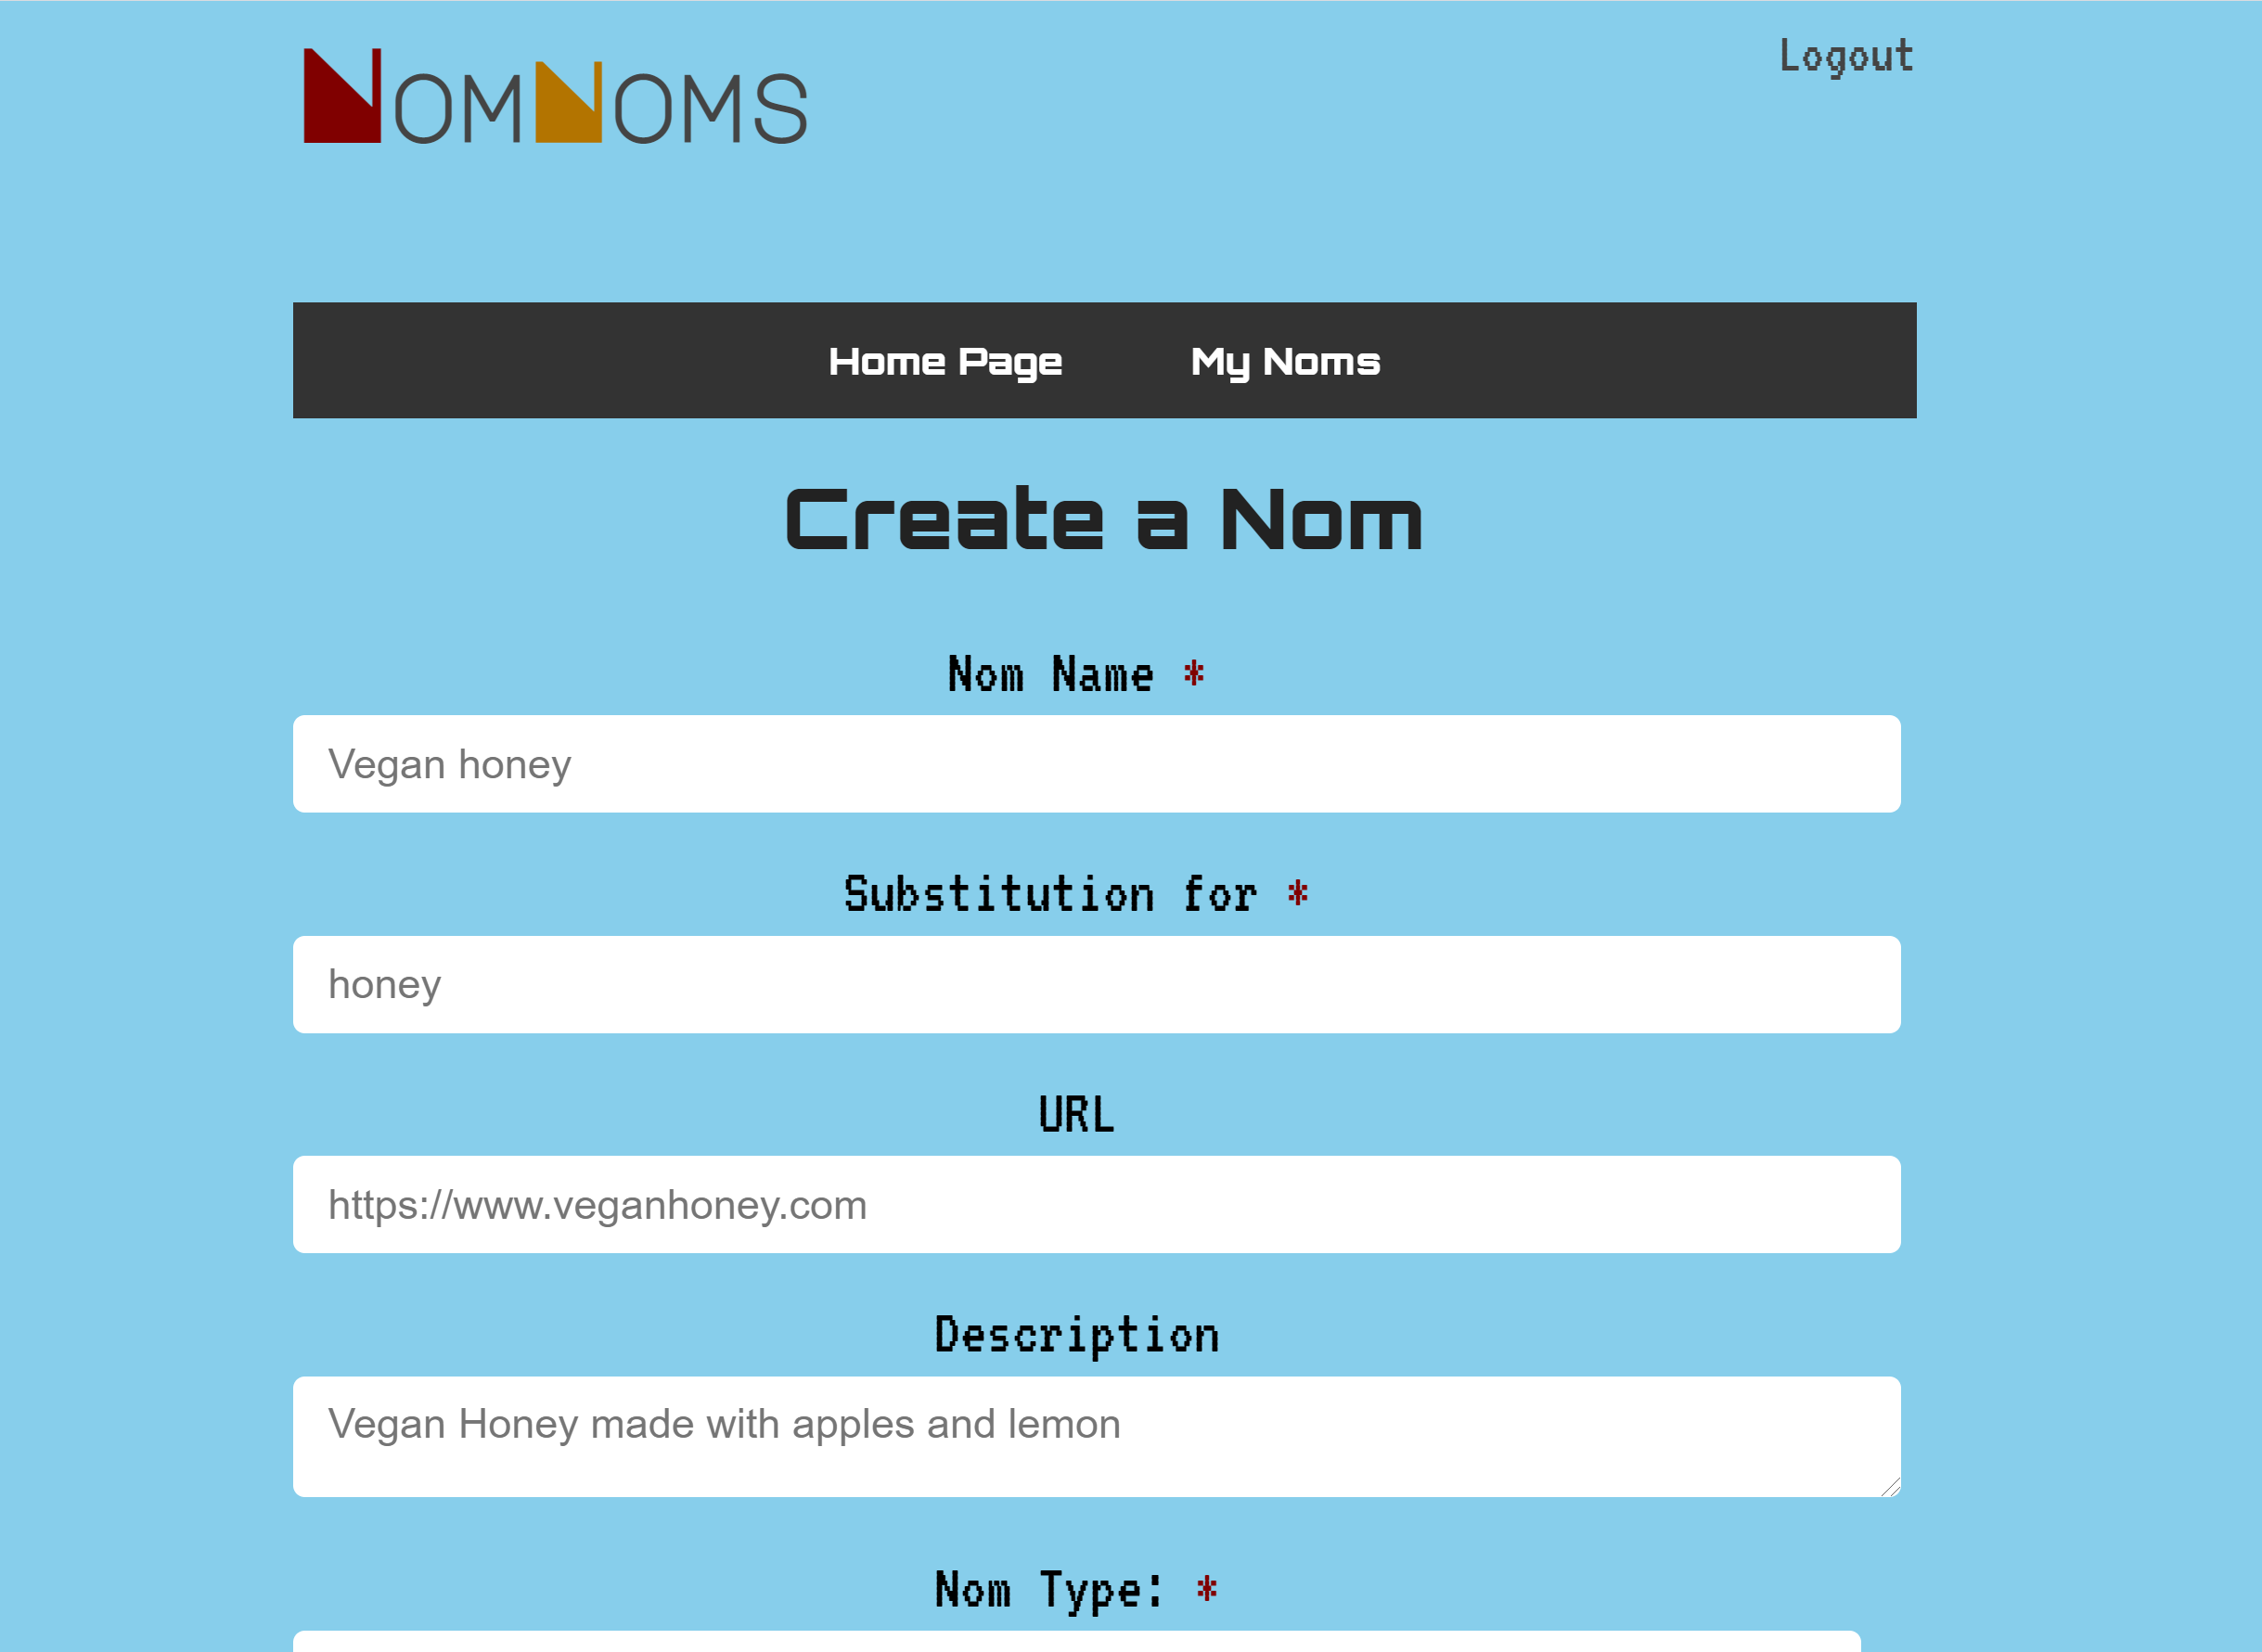 NomNoms
Logout
Home Page My Noms
Create a Nom
Nom Name *
Vegan honey
Substitution for *
honey
URL
https://www.veganhoney.com
Description
Vegan Honey made with apples and lemon
Nom Type: *